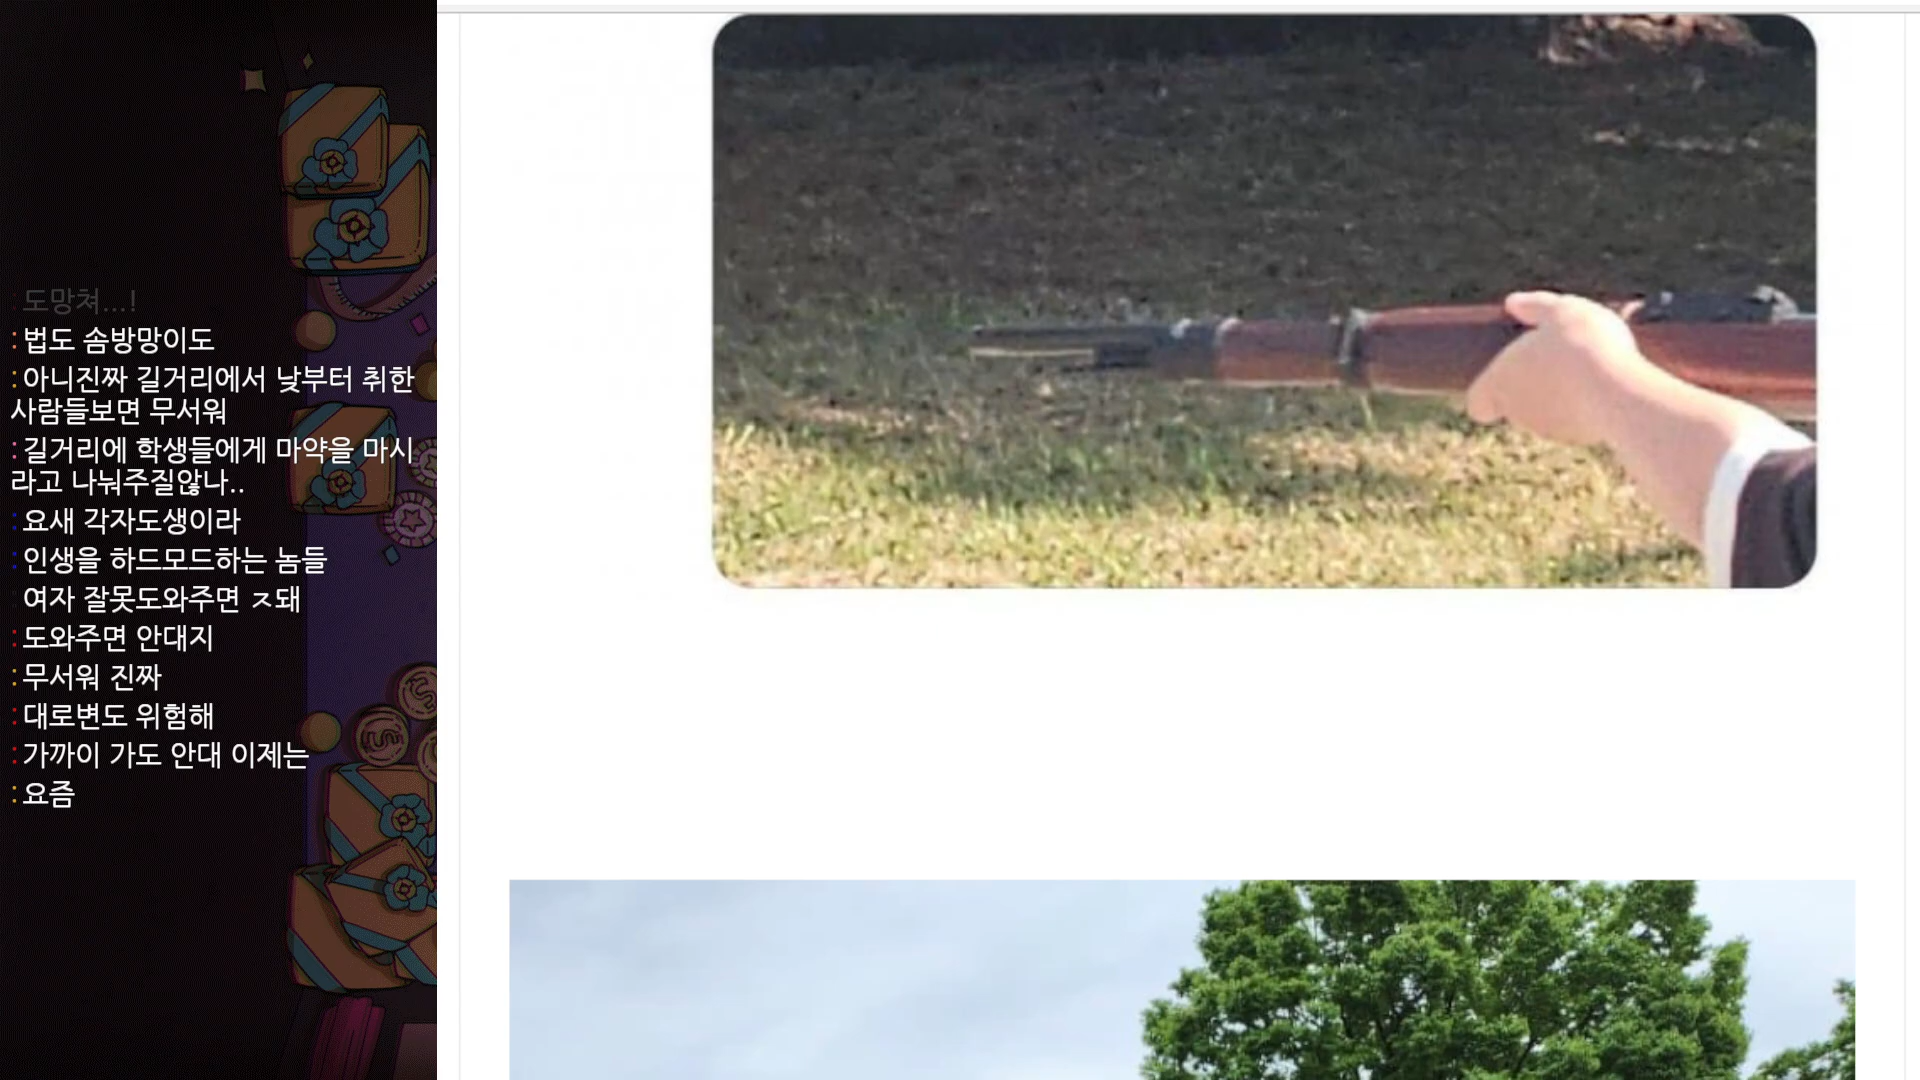 도망쳐...!
: 법도 솜방망이도
: 아니진짜 길거리에서 낮부터 취한
사람들보면 무서워
: 길거리에 학생들에게 마약을 마시
라고 나눠주질않나..
: 요새 각자도생이라
: 인생을 하드모드하는 놈들
여자 잘못도와주면 ㅈ돼
: 도와주면 안대지
: 무서워 진짜
: 대로변도 위험해
: 가까이 가도 안대 이제는
: 요즘